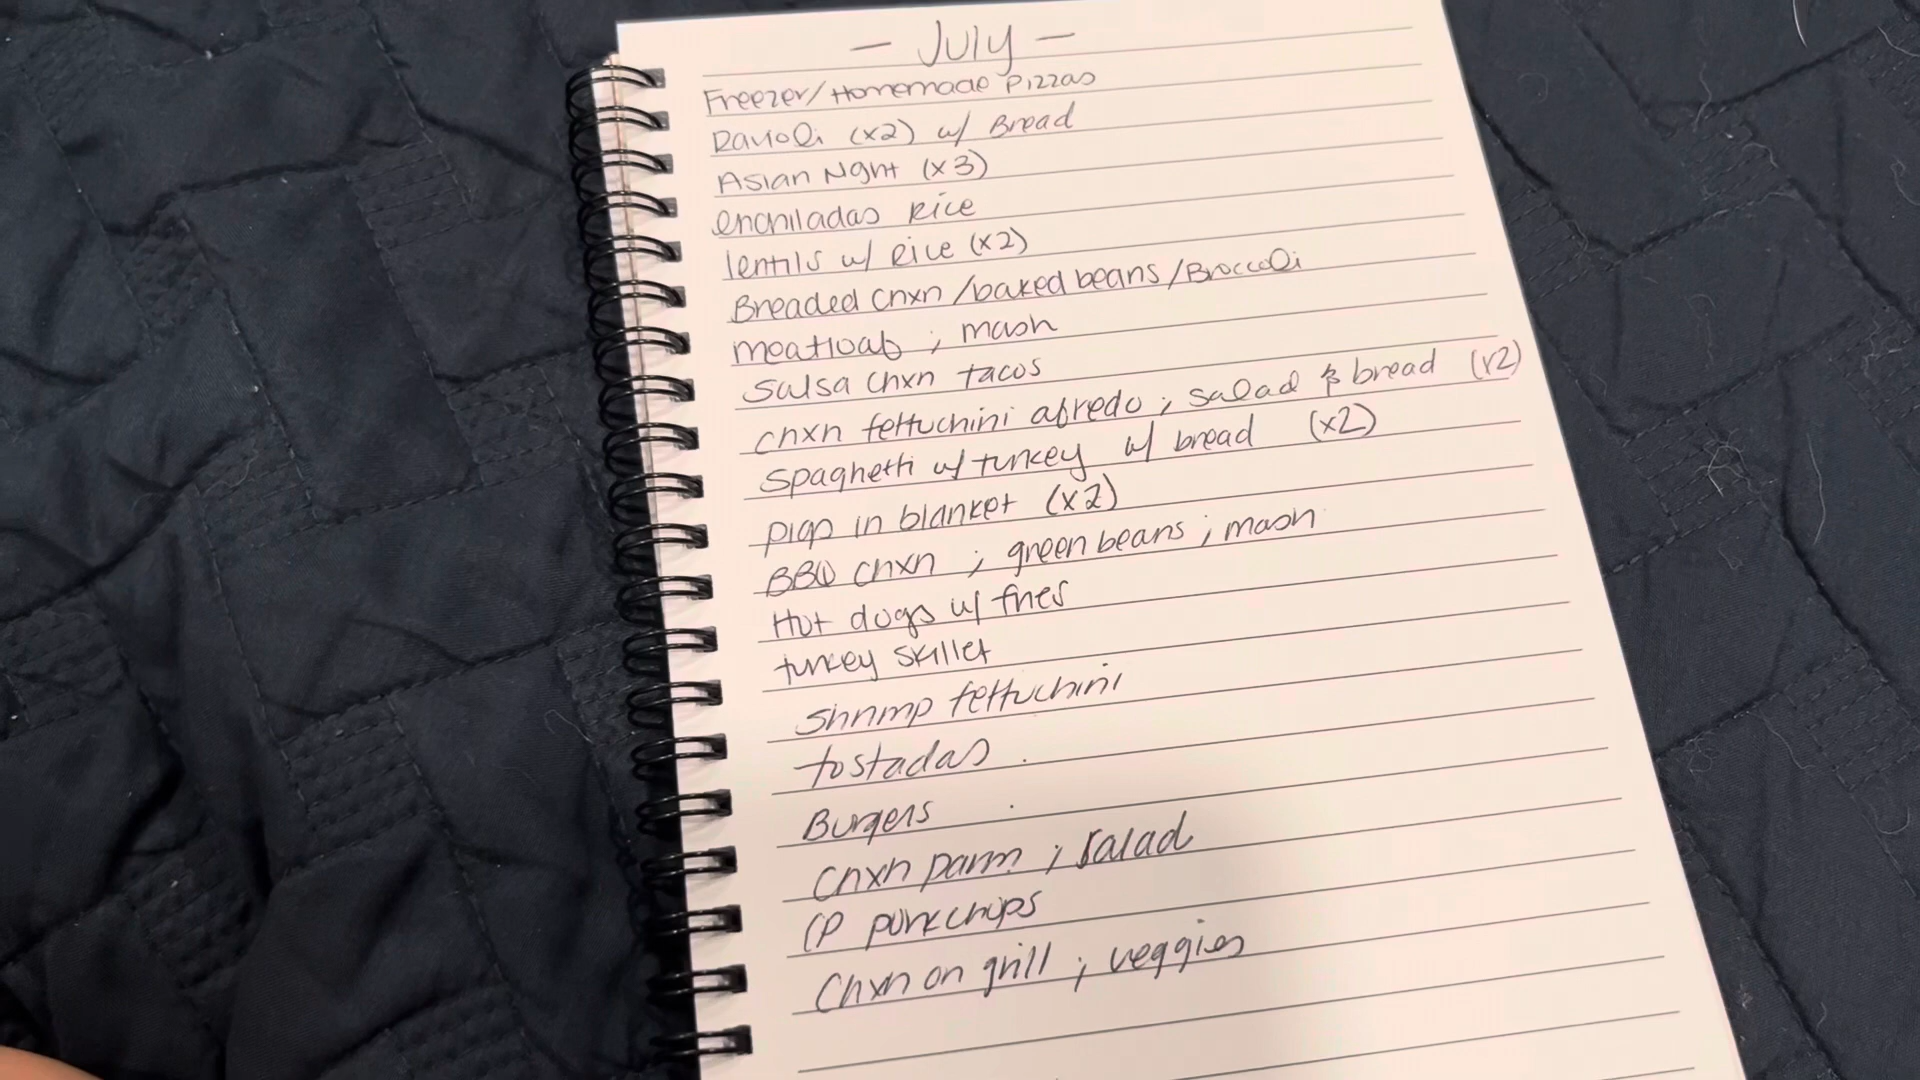 - July -
Freezer/Homemade Pizzas
Ravioli (x2) w/ Bread
Asian Nght (x3)
enchiladas Rice
lentils w/ Rice (x2)
Breaded Chxn /baked beans/Broccoli
meatloaf ; mash
Salsa Chxn tacos
chxn fettuchini alfredo ; salad & bread (x2)
spaghetti w/ turkey w/ bread (x2)
pigs in blanket (x2)
BBQ chxn ; green beans ; mash
Hot dogs w/ fries
turkey skillet
shrimp fettuchini
tostadas
Burgers
Chxn parm ; salad
CP porkchops
Chxn on grill ; veggies